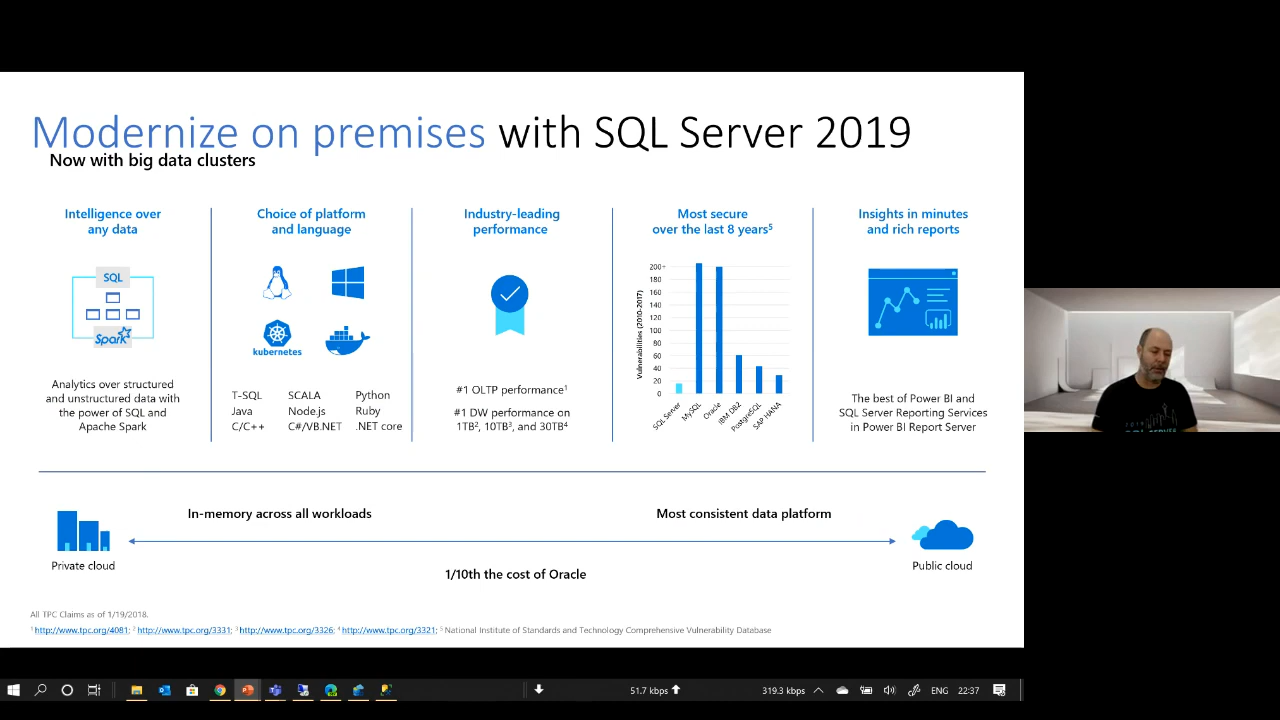 Modernize on premises with SQL Server 2019
Now with big data clusters
Intelligence over
any data
SQL
Spark
Analytics over structured
and unstructured data with
the power of SQL and
Apache Spark
Choice of platform
and language
kubernetes
T-SQL SCALA Python
Java Node.js Ruby
C/C++ C#/VB.NET .NET core
Industry-leading
performance
#1 OLTP performance1
#1 DW performance on
1TB2, 10TB3, and 30TB4
Most secure
over the last 8 years5
Vulnerabilities (2010-2017)
200+
180
160
140
120
100
80
60
40
20
0
SQL Server
MySQL
Oracle
IBM DB2
PostgreSQL
SAP HANA
Insights in minutes
and rich reports
The best of Power BI and
SQL Server Reporting Services
in Power BI Report Server
In-memory across all workloads
Most consistent data platform
Private cloud
Public cloud
1/10th the cost of Oracle
All TPC Claims as of 1/19/2018.
1 http://www.tpc.org/4081; 2 http://www.tpc.org/3331; 3 http://www.tpc.org/3326; 4 http://www.tpc.org/3321; 5 National Institute of Standards and Technology Comprehensive Vulnerability Database
51.7 kbps 319.3 kbps ENG 22:37